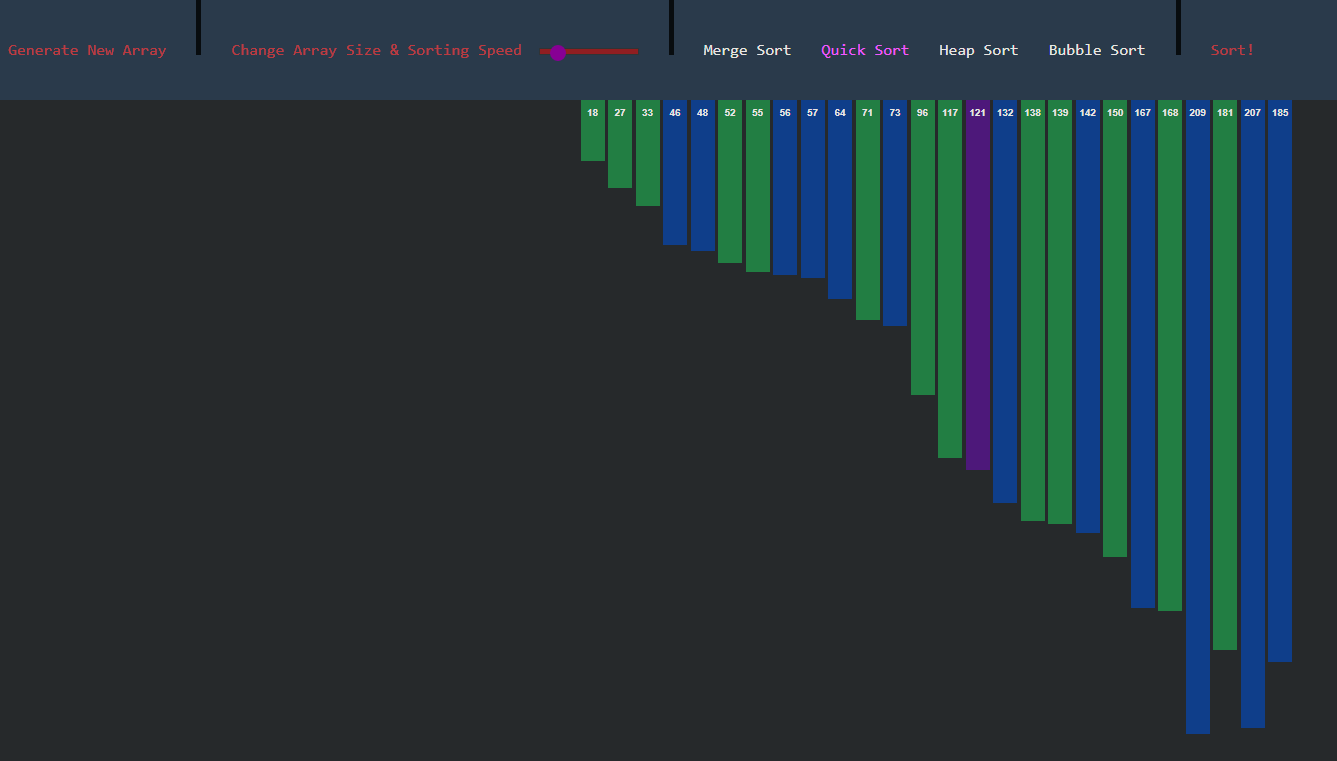 Generate New Array Change Array Size & Sorting Speed Merge Sort Quick Sort Heap Sort Bubble Sort Sort!
18 27 33 46 48 52 55 56 57 64 71 73 96 117 121 132 138 139 142 150 167 168 209 181 207 185